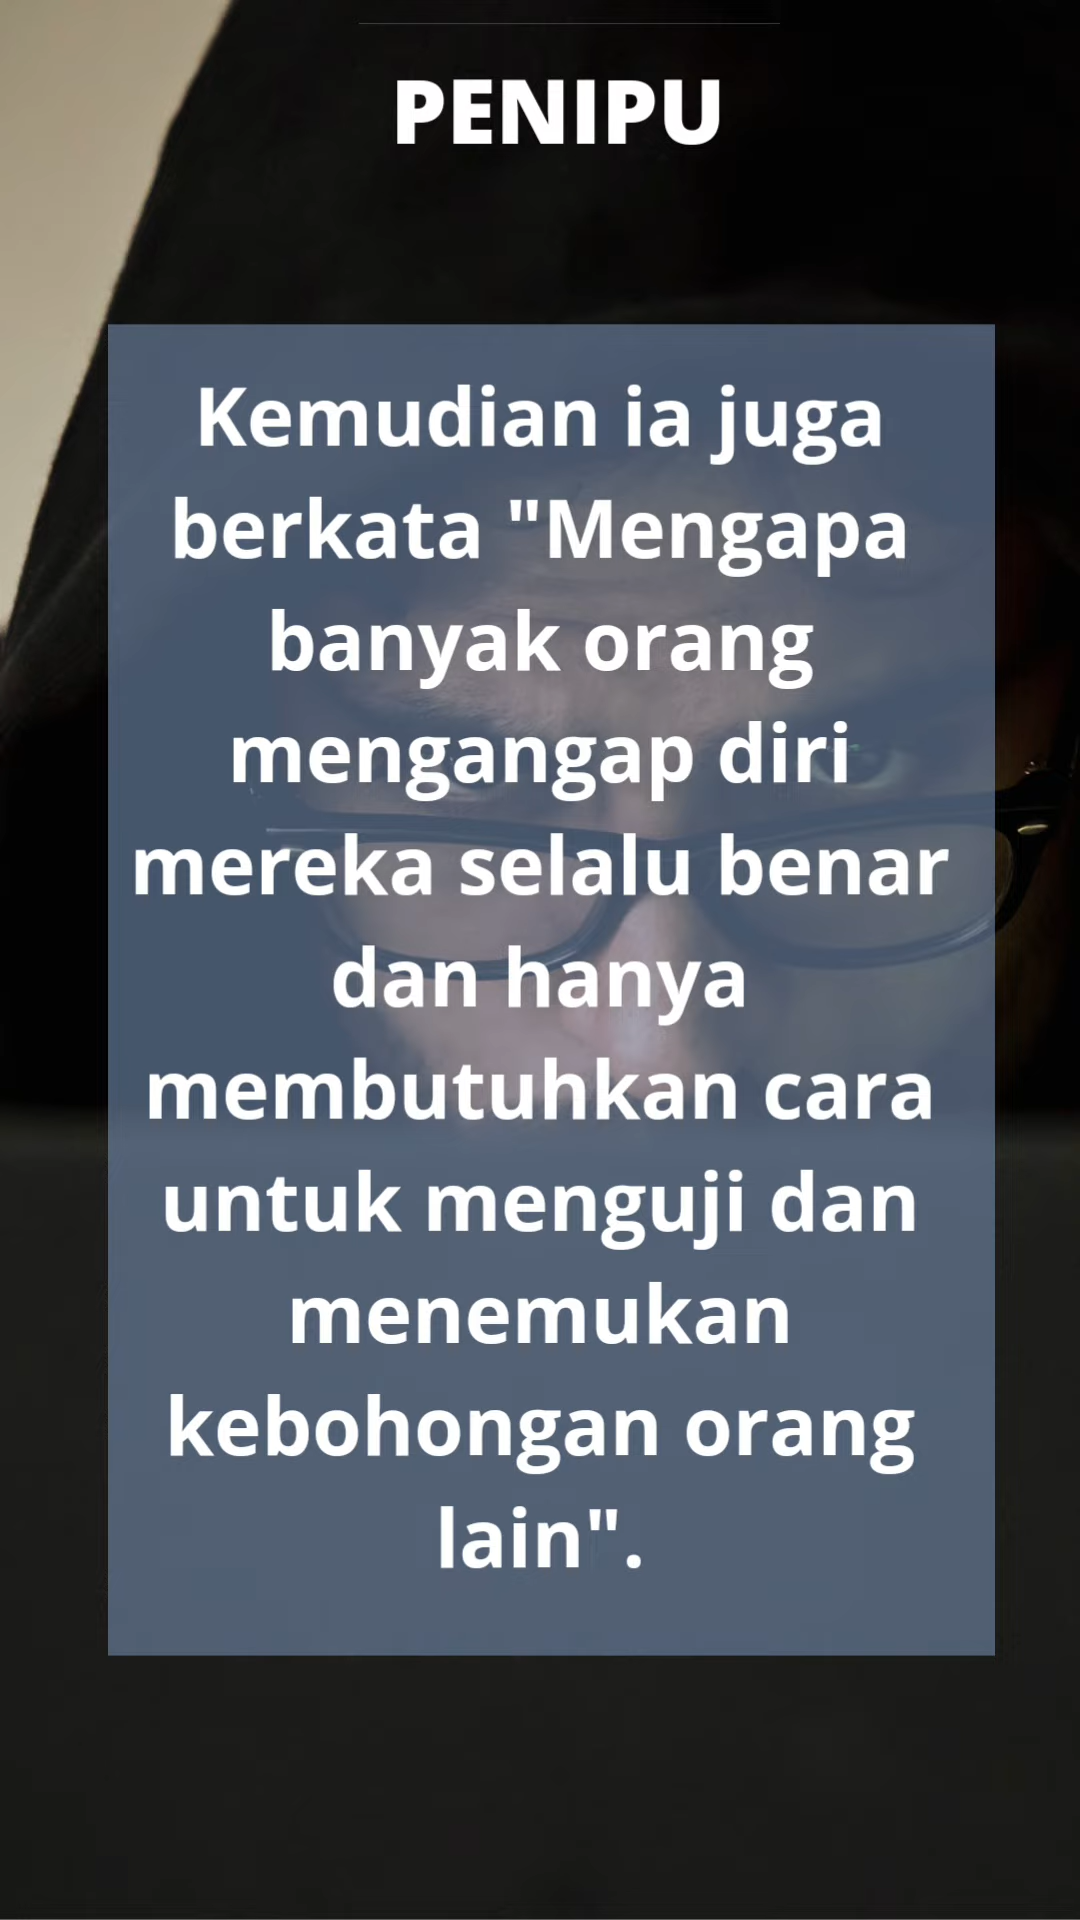 PENIPU
Kemudian ia juga
berkata "Mengapa
banyak orang
mengangap diri
mereka selalu benar
dan hanya
membutuhkan cara
untuk menguji dan
menemukan
kebohongan orang
lain".